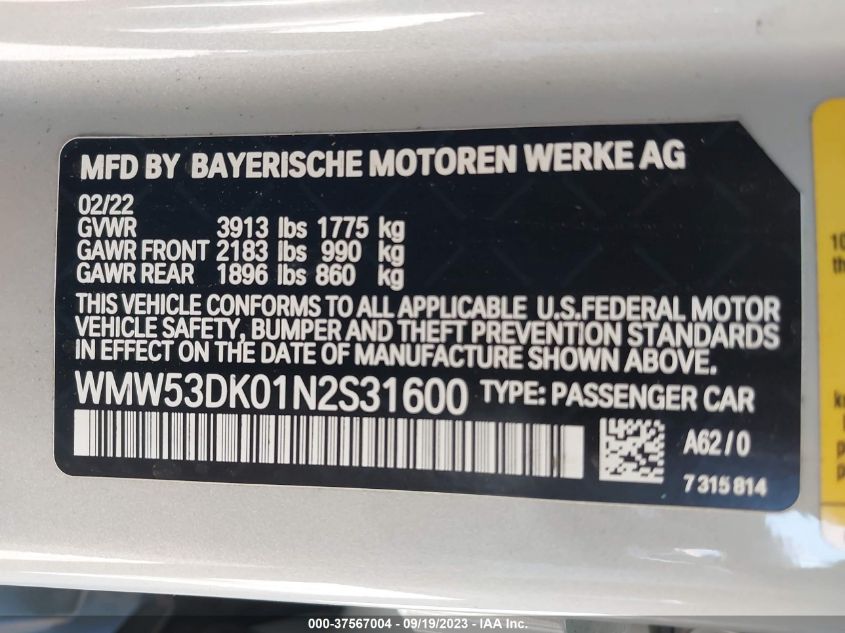 MFD BY BAYERISCHE MOTOREN WERKE AG
02/22
GVWR 3913 lbs 1775 kg
GAWR FRONT 2183 lbs 990 kg
GAWR REAR 1896 lbs 860 kg
THIS VEHICLE CONFORMS TO ALL APPLICABLE U.S.FEDERAL MOTOR
VEHICLE SAFETY, BUMPER AND THEFT PREVENTION STANDARDS
IN EFFECT ON THE DATE OF MANUFACTURE SHOWN ABOVE.
WMW53DK01N2S31600 TYPE: PASSENGER CAR
A62/0
7315814
10
th
000-37567004 - 09/19/2023 - IAA Inc.